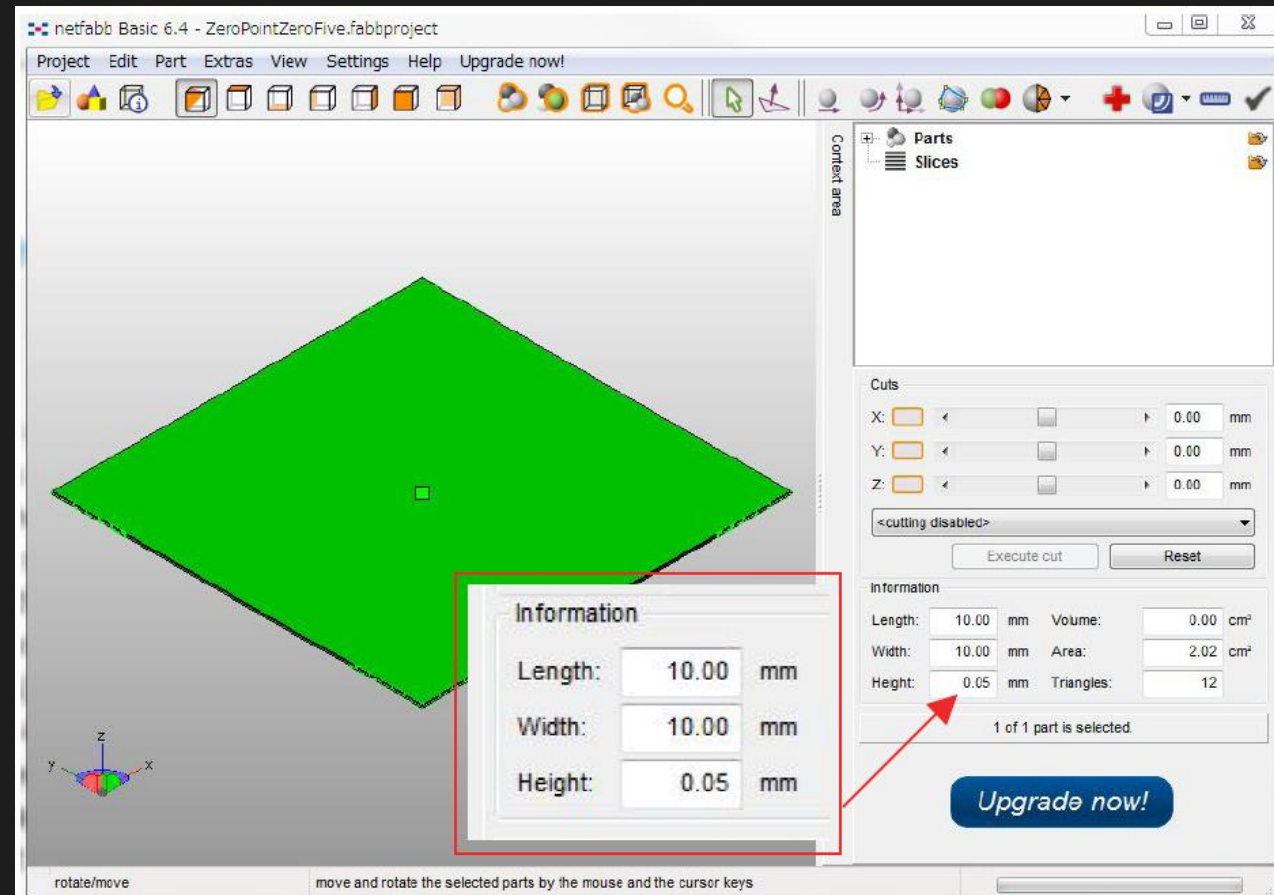 netfabb Basic 6.4 - ZeroPointZeroFive.fabbproject
Project Edit Part Extras View Settings Help Upgrade now!
Context area
Parts
Slices
Cuts
X: 0.00 mm
Y: 0.00 mm
Z: 0.00 mm
<cutting disabled>
Execute cut Reset
Information
Length: 10.00 mm Volume: 0.00 cm³
Width: 10.00 mm Area: 2.02 cm²
Height: 0.05 mm Triangles: 12
1 of 1 part is selected.
Upgrade now!
Information
Length: 10.00 mm
Width: 10.00 mm
Height: 0.05 mm
z
y x
rotate/move move and rotate the selected parts by the mouse and the cursor keys